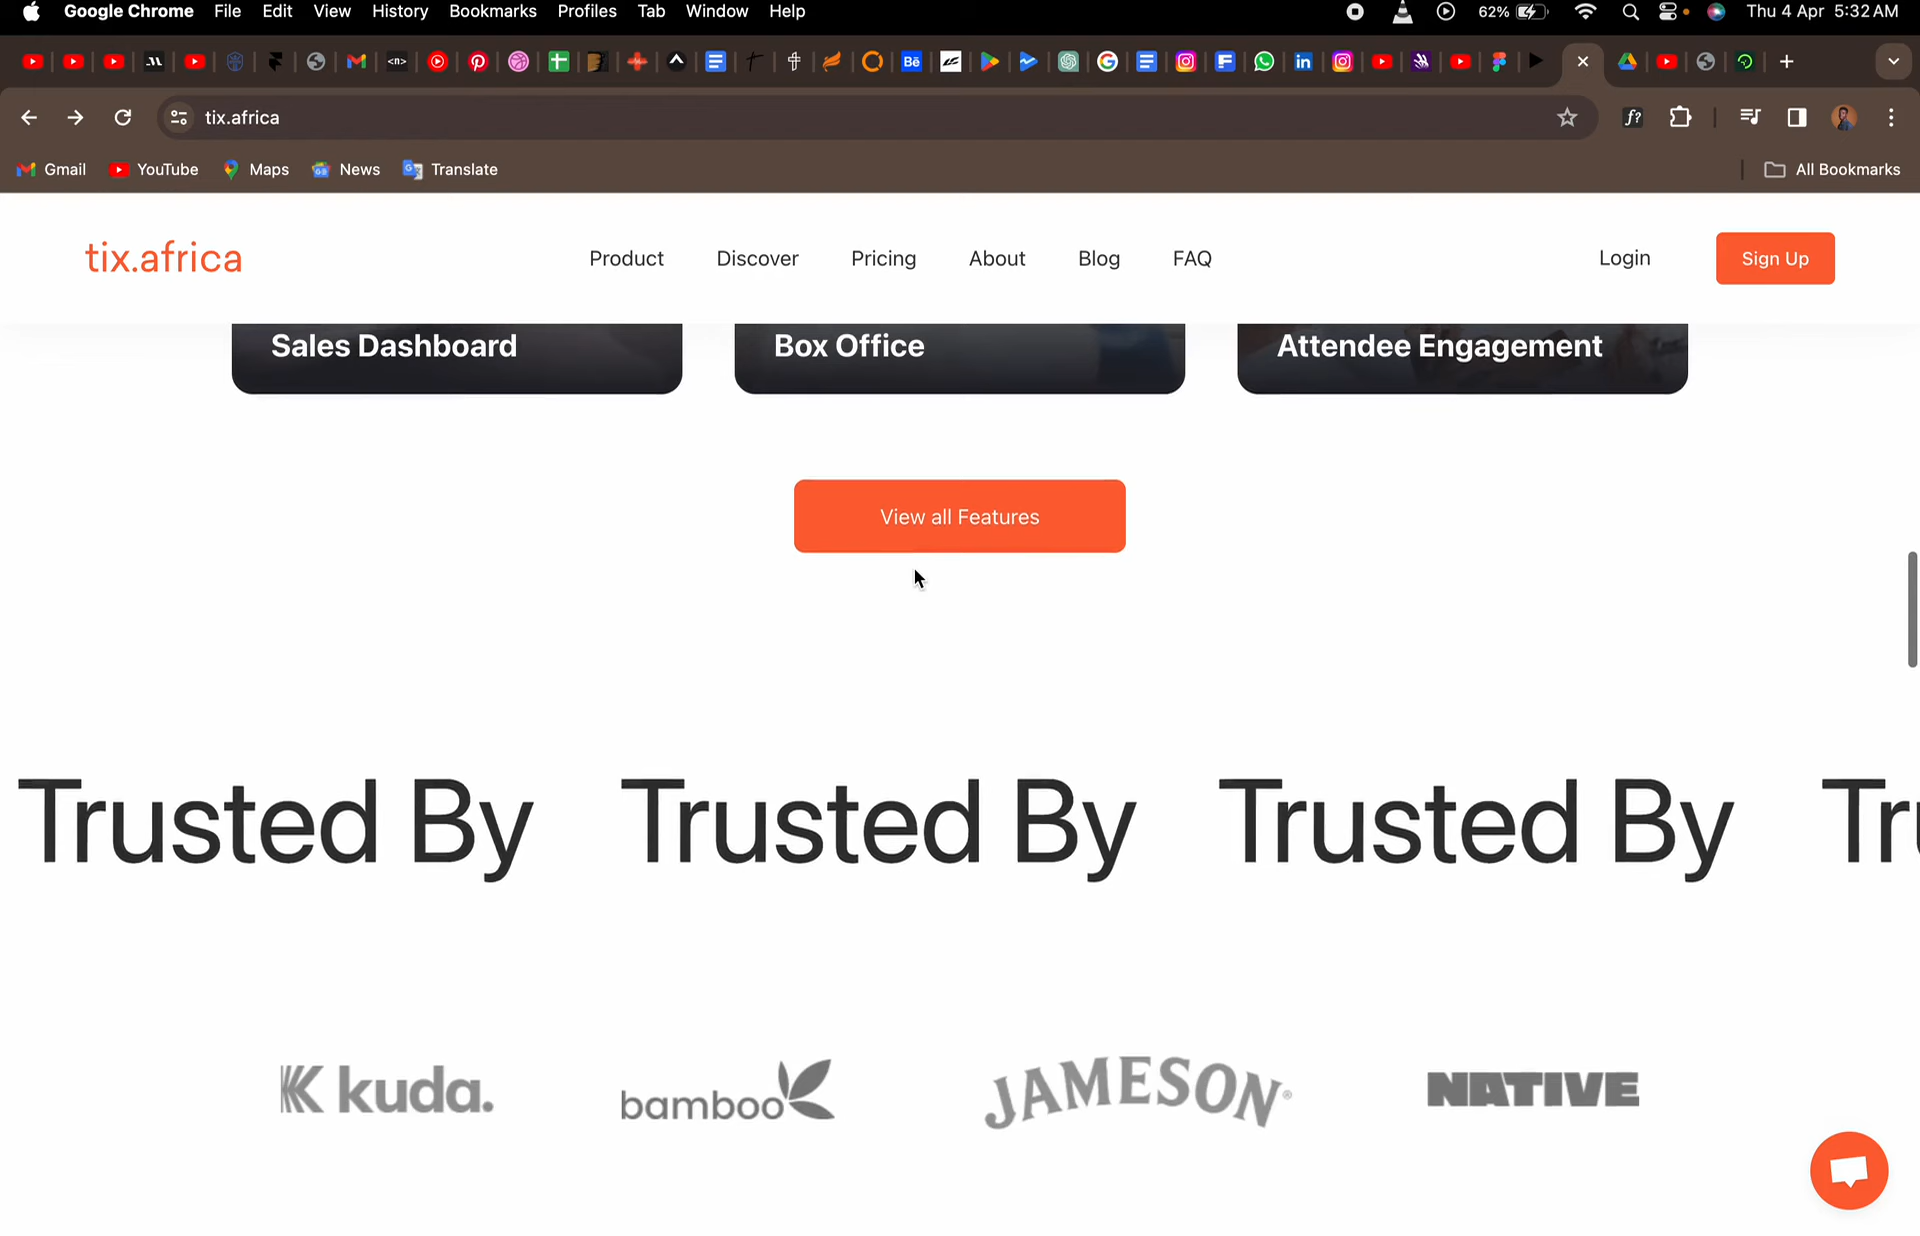 Google Chrome File Edit View History Bookmarks Profiles Tab Window Help 62% Thu 4 Apr 5:32 AM
tix.africa
Gmail YouTube Maps News Translate All Bookmarks
tix.africa Product Discover Pricing About Blog FAQ Login Sign Up
Sales Dashboard Box Office Attendee Engagement
View all Features
Trusted By Trusted By Trusted By Tru
kuda. bamboo JAMESON® NATIVE